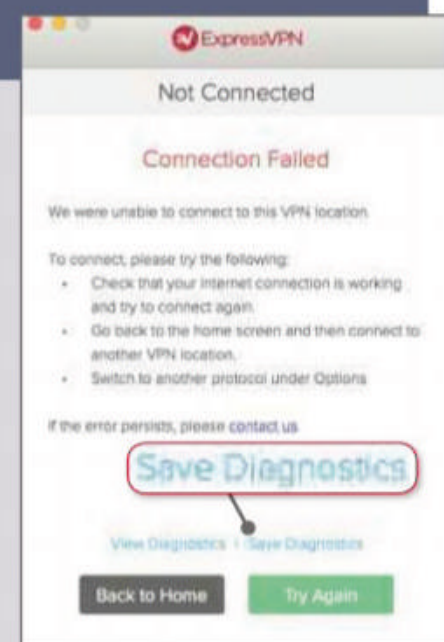 ExpressVPN
Not Connected
Connection Failed
We were unable to connect to this VPN location
To connect, please try the following:
• Check that your internet connection is working
and try to connect again.
• Go back to the home screen and then connect to
another VPN location.
• Switch to another protocol under Options
If the error persists, please contact us
Save Diagnostics
View Diagnostics | Save Diagnostics
Back to Home
Try Again